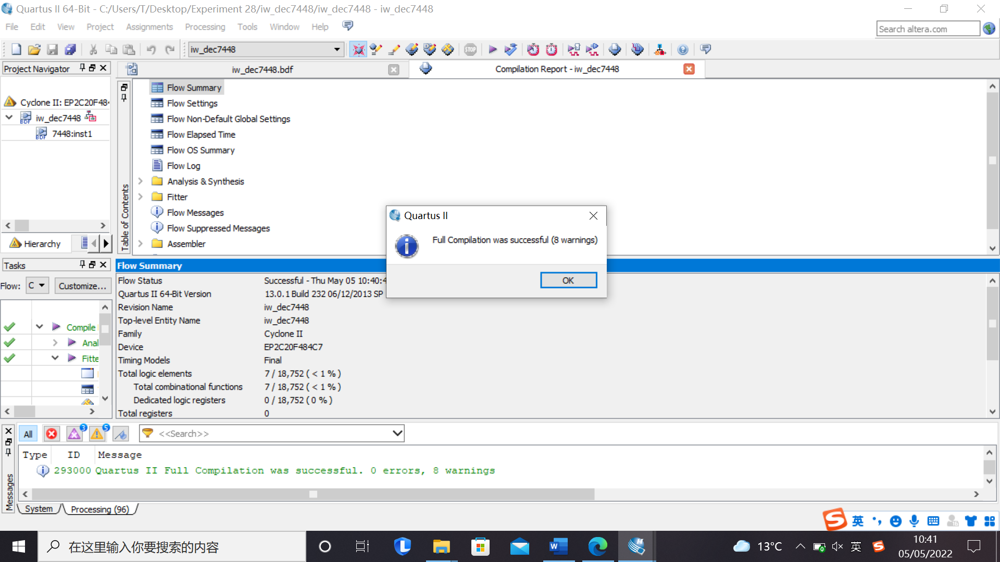 Quartus II 64-Bit - C:/Users/T/Desktop/Experiment 28/iw_dec7448/iw_dec7448 - iw_dec7448
File Edit View Project Assignments Processing Tools Window Help
Search altera.com
iw_dec7448
STOP
Project Navigator
iw_dec7448.bdf
Compilation Report - iw_dec7448
Cyclone II: EP2C20F484
iw_dec7448
7448:inst1
Hierarchy
Table of Contents
Flow Summary
Flow Settings
Flow Non-Default Global Settings
Flow Elapsed Time
Flow OS Summary
Flow Log
Analysis & Synthesis
Fitter
Flow Messages
Flow Suppressed Messages
Assembler
Quartus II
Full Compilation was successful (8 warnings)
OK
Tasks
Flow: C Customize...
Compile
Anal
Fitte
Flow Summary
Flow Status Successful - Thu May 05 10:40:4
Quartus II 64-Bit Version 13.0.1 Build 232 06/12/2013 SP
Revision Name iw_dec7448
Top-level Entity Name iw_dec7448
Family Cyclone II
Device EP2C20F484C7
Timing Models Final
Total logic elements 7 / 18,752 ( < 1 % )
Total combinational functions 7 / 18,752 ( < 1 % )
Dedicated logic registers 0 / 18,752 ( 0 % )
Total registers 0
All 3 5 <<Search>>
Type ID Message
293000 Quartus II Full Compilation was successful. 0 errors, 8 warnings
Messages
System Processing (96)
英
在这里输入你要搜索的内容
13°C
英
10:41
05/05/2022